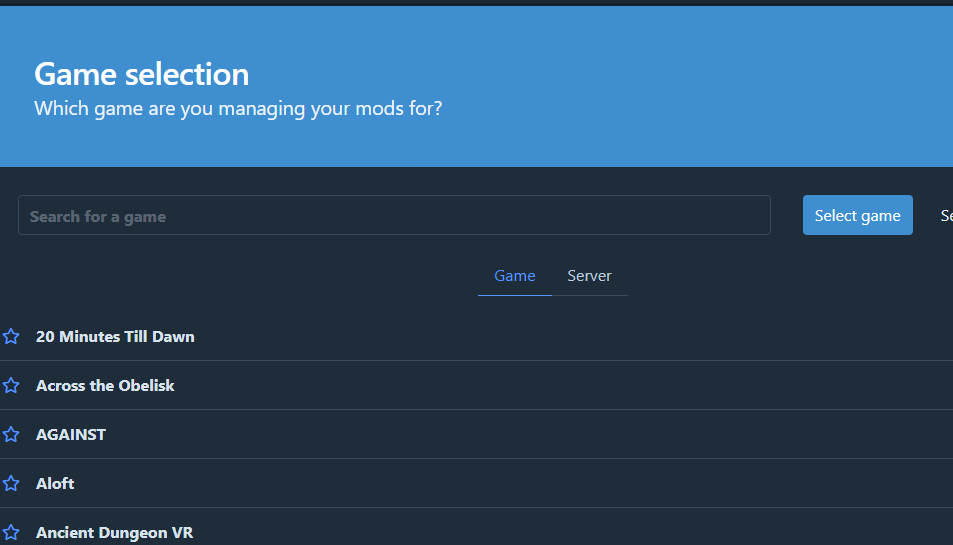 Game selection
Which game are you managing your mods for?
Search for a game
Select game
Se
Game
Server
20 Minutes Till Dawn
Across the Obelisk
AGAINST
Aloft
Ancient Dungeon VR